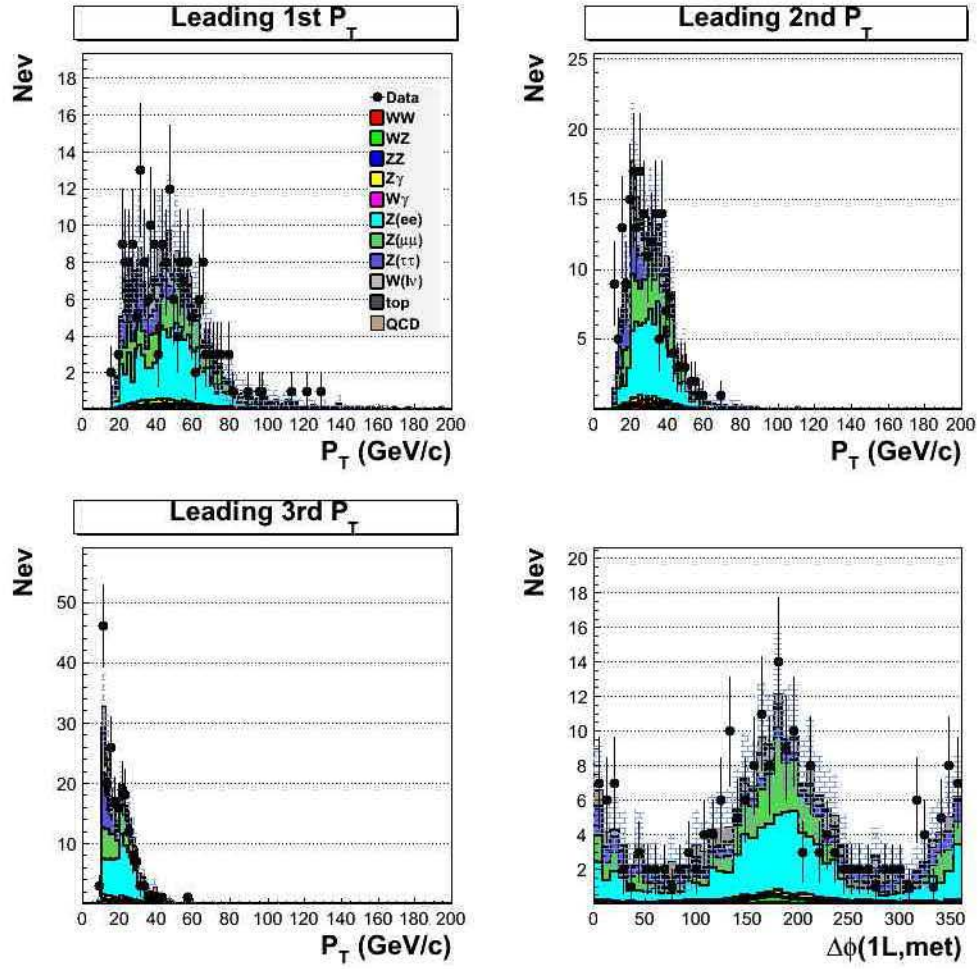 Leading 1st P_T
Nev
18
16
14
12
10
8
6
4
2
Data
WW
WZ
ZZ
Zγ
Wγ
Z(ee)
Z(μμ)
Z(ττ)
W(lν)
top
QCD
0 20 40 60 80 100 120 140 160 180 200
P_T (GeV/c)
Leading 2nd P_T
Nev
25
20
15
10
5
0 20 40 60 80 100 120 140 160 180 200
P_T (GeV/c)
Leading 3rd P_T
Nev
50
40
30
20
10
0 20 40 60 80 100 120 140 160 180 200
P_T (GeV/c)
Nev
20
18
16
14
12
10
8
6
4
2
0 50 100 150 200 250 300 350
Δϕ(1L,met)